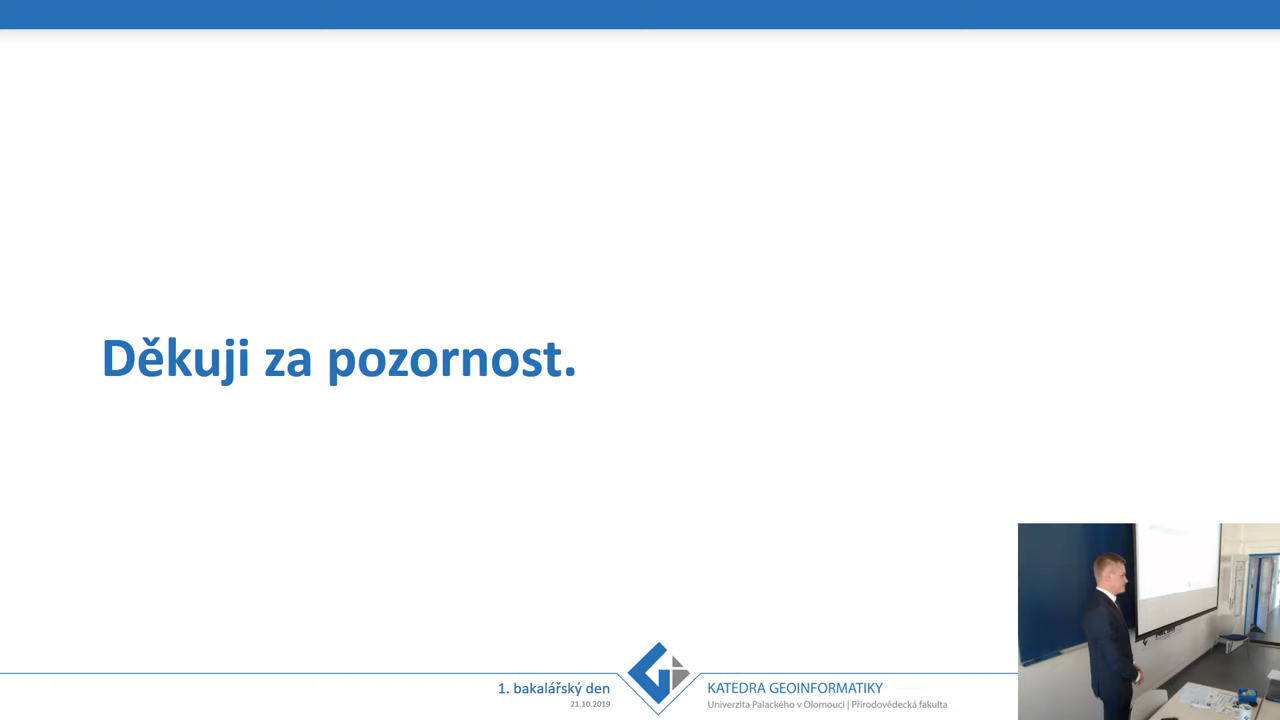 Děkuji za pozornost.
1. bakalářský den
21.10.2019
KATEDRA GEOINFORMATIKY
Univerzita Palackého v Olomouci | Přírodovědecká fakulta